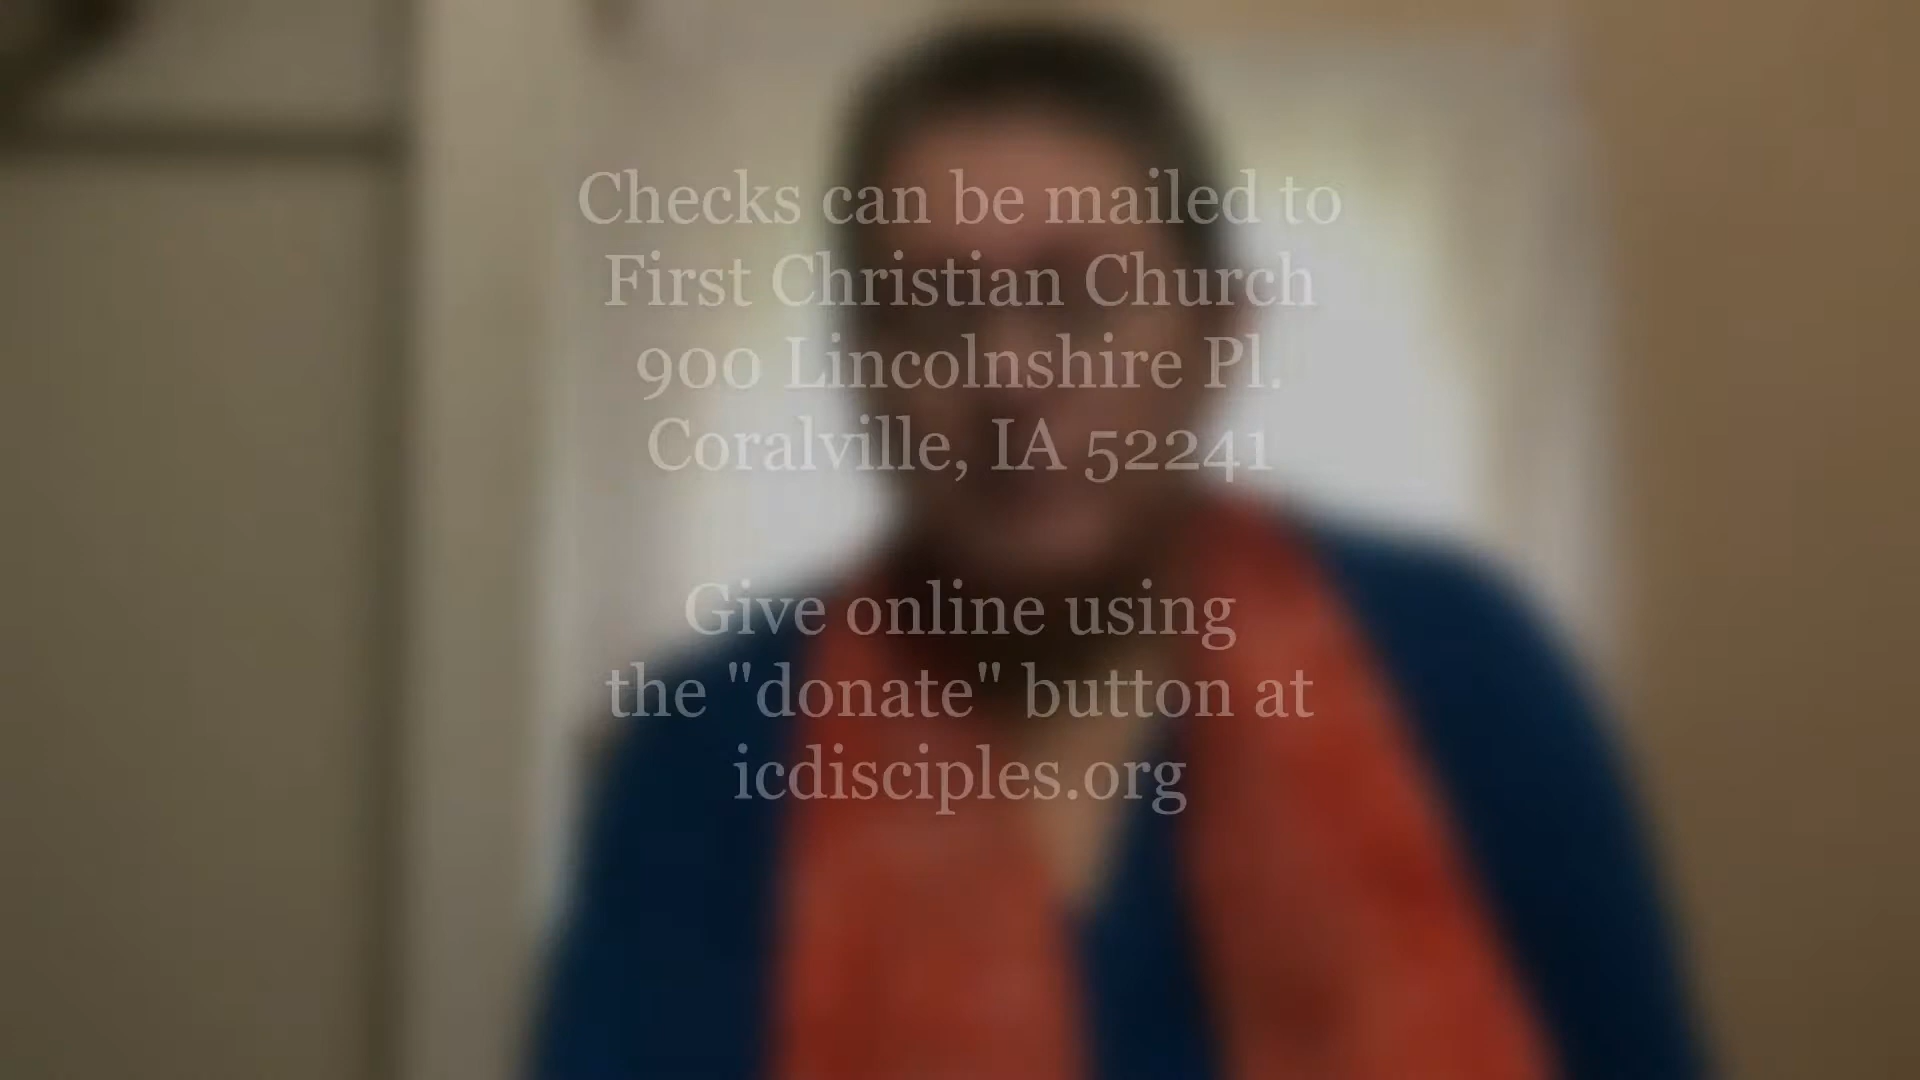 Checks can be mailed to
First Christian Church
900 Lincolnshire Pl.
Coralville, IA 52241
Give online using
the "donate" button at
icdisciples.org